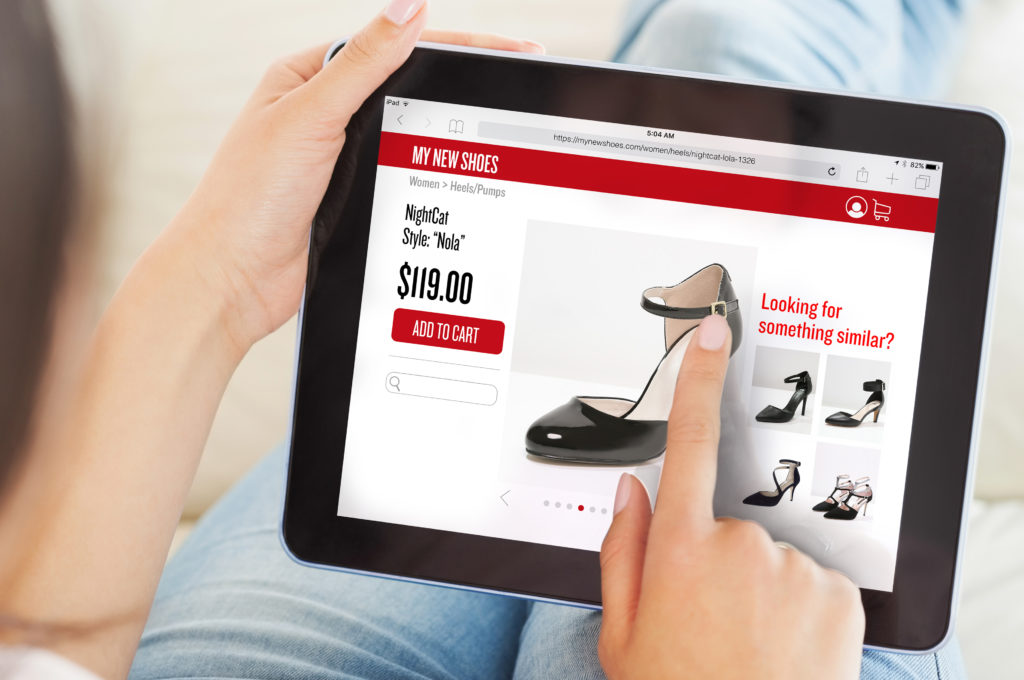 iPad
5:04 AM
82%
https://mynewshoes.com/women/heels/nightcat-lola-1326
MY NEW SHOES
Women > Heels/Pumps
NightCat
Style: “Nola”
$119.00
ADD TO CART
Looking for
something similar?